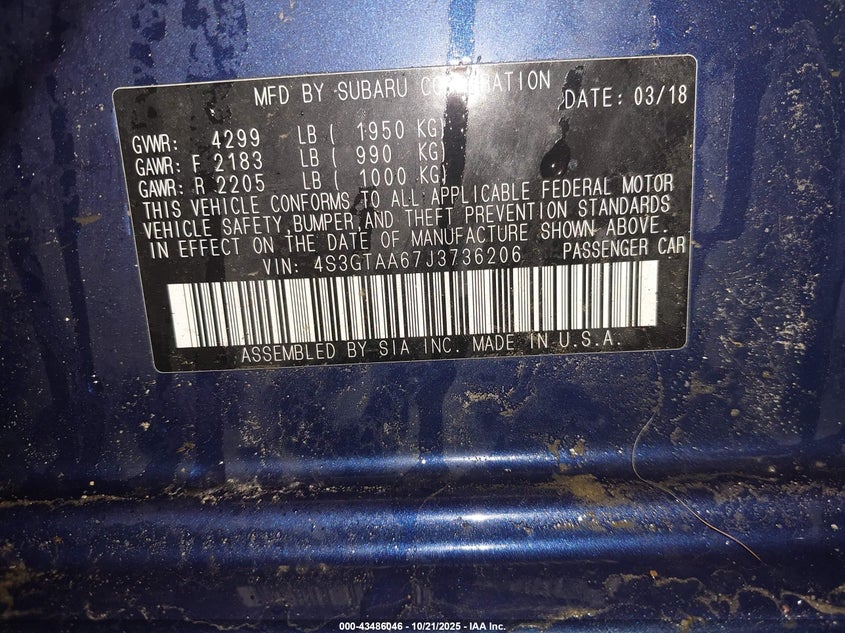 MFD BY SUBARU CORPORATION DATE: 03/18
GVWR: 4299 LB ( 1950 KG)
GAWR: F 2183 LB ( 990 KG)
GAWR: R 2205 LB ( 1000 KG)
THIS VEHICLE CONFORMS TO ALL APPLICABLE FEDERAL MOTOR
VEHICLE SAFETY,BUMPER,AND THEFT PREVENTION STANDARDS
IN EFFECT ON THE DATE OF MANUFACTURE SHOWN ABOVE.
VIN: 4S3GTAA67J3736206 PASSENGER CAR
ASSEMBLED BY SIA INC. MADE IN U.S.A.
000-43486046 - 10/21/2025 - IAA Inc.